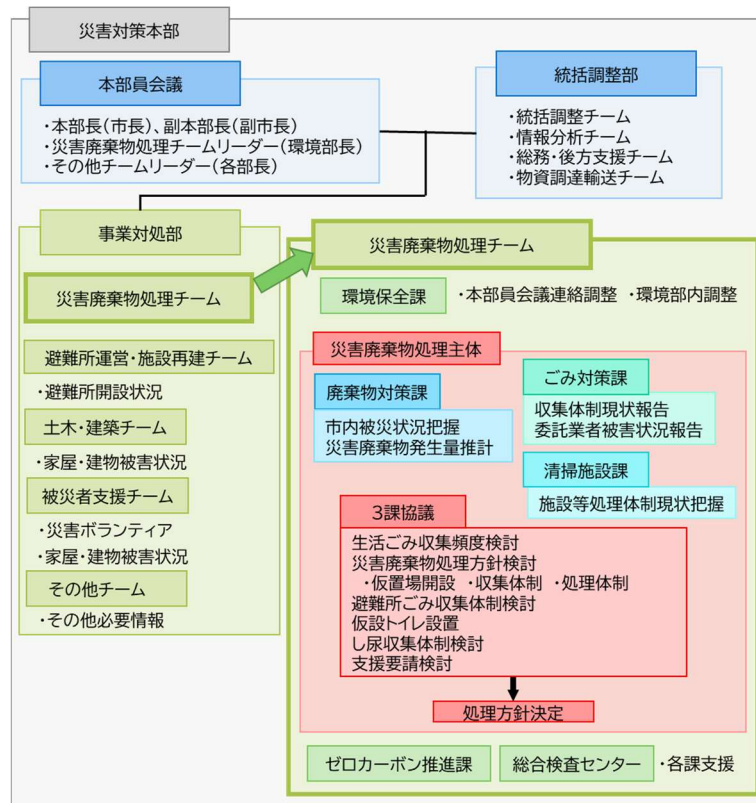 災害対策本部
本部員会議
・本部長(市長)、副本部長(副市長)
・災害廃棄物処理チームリーダー(環境部長)
・その他チームリーダー(各部長)
統括調整部
・統括調整チーム
・情報分析チーム
・総務・後方支援チーム
・物資調達輸送チーム
事業対処部
災害廃棄物処理チーム
避難所運営・施設再建チーム
・避難所開設状況
土木・建築チーム
・家屋・建物被害状況
被災者支援チーム
・災害ボランティア
・家屋・建物被害状況
その他チーム
・その他必要情報
災害廃棄物処理チーム
環境保全課 ・本部員会議連絡調整 ・環境部内調整
災害廃棄物処理主体
廃棄物対策課
市内被災状況把握
災害廃棄物発生量推計
ごみ対策課
収集体制現状報告
委託業者被害状況報告
清掃施設課
施設等処理体制現状把握
3課協議
生活ごみ収集頻度検討
災害廃棄物処理方針検討
・仮置場開設 ・収集体制 ・処理体制
避難所ごみ収集体制検討
仮設トイレ設置
し尿収集体制検討
支援要請検討
処理方針決定
ゼロカーボン推進課 総合検査センター ・各課支援